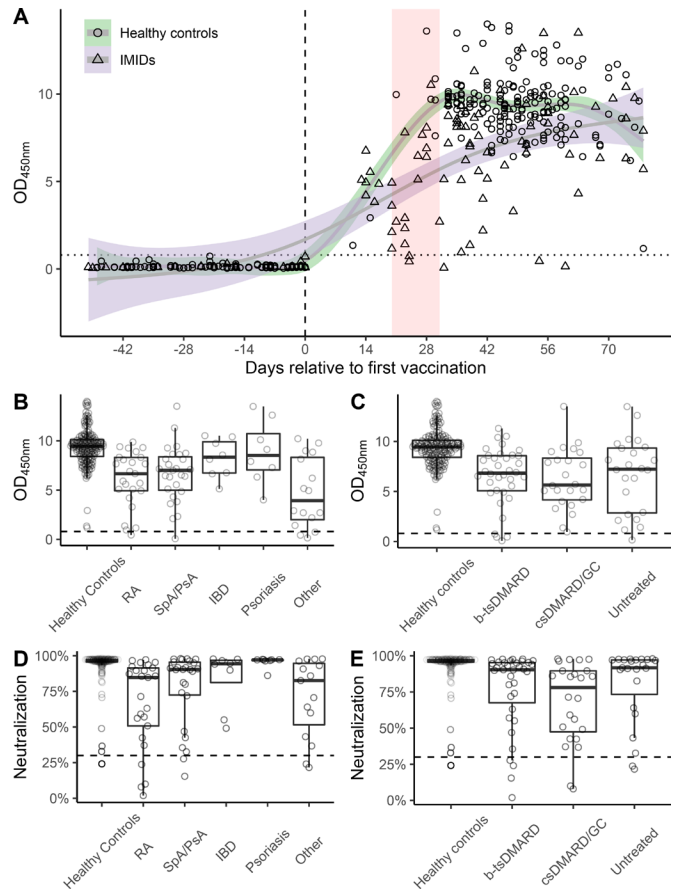 A
Healthy controls
IMIDs
10
5
0
OD450nm
-42 -28 -14 0 14 28 42 56 70
Days relative to first vaccination
B
10
5
0
OD450nm
Healthy Controls RA SpA/PsA IBD Psoriasis Other
C
10
5
0
OD450nm
Healthy controls b-tsDMARD csDMARD/GC Untreated
D
100%
75%
50%
25%
0%
Neutralization
Healthy Controls RA SpA/PsA IBD Psoriasis Other
E
100%
75%
50%
25%
0%
Neutralization
Healthy controls b-tsDMARD csDMARD/GC Untreated